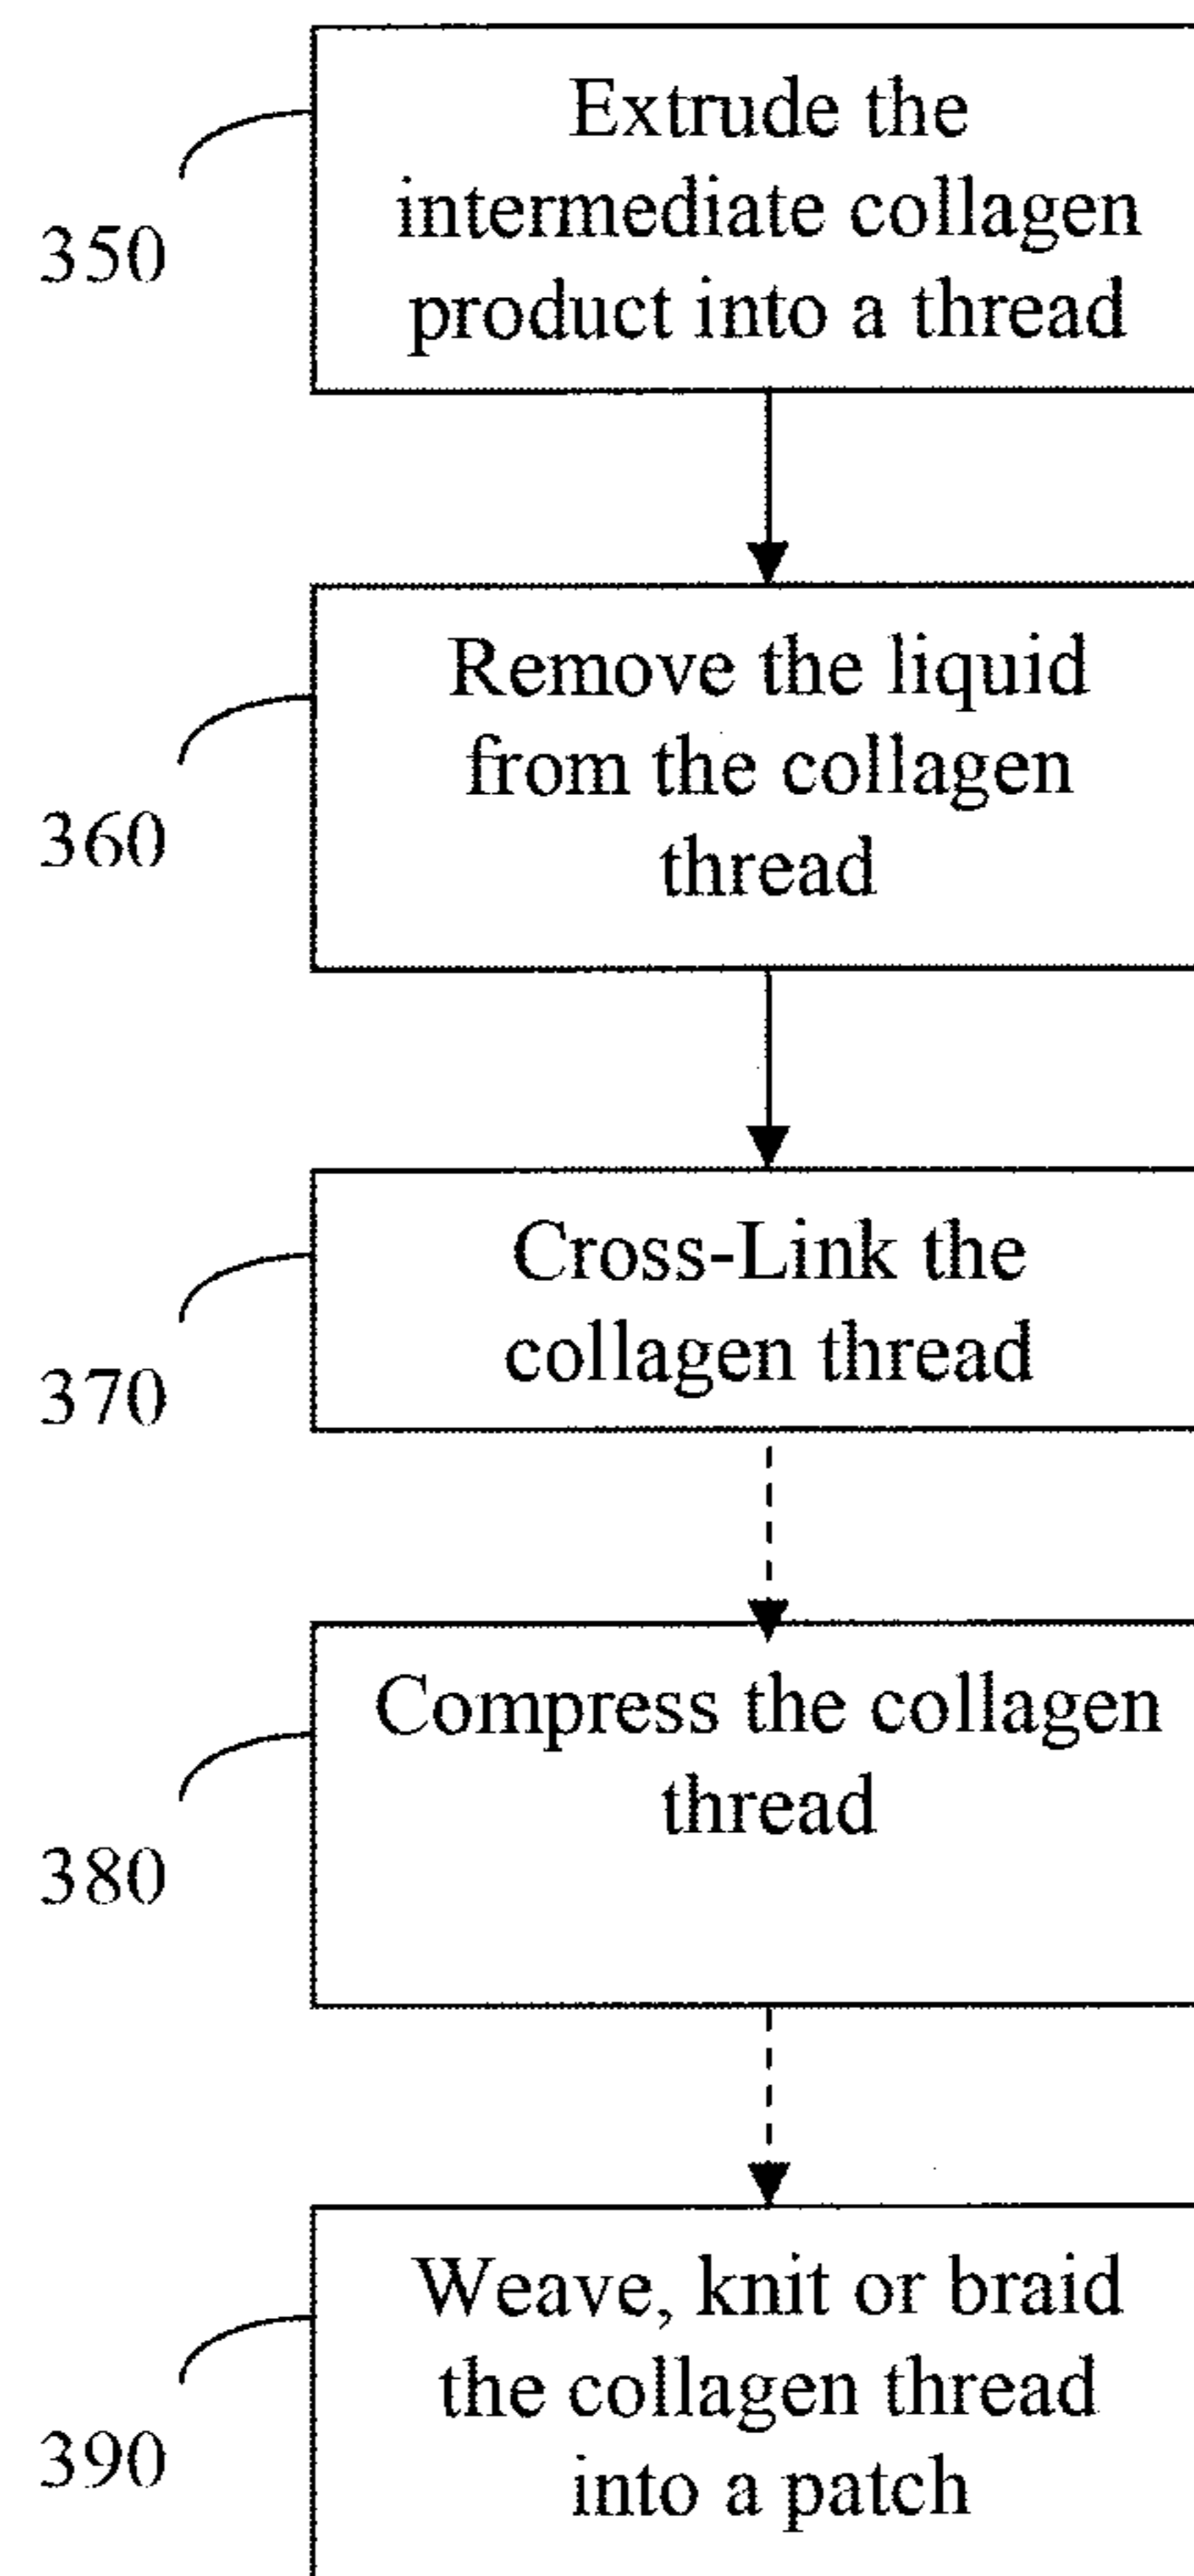 Extrude the
intermediate collagen
product into a thread
350
Remove the liquid
from the collagen
thread
360
Cross-Link the
collagen thread
370
Compress the collagen
thread
380
Weave, knit or braid
the collagen thread
into a patch
390